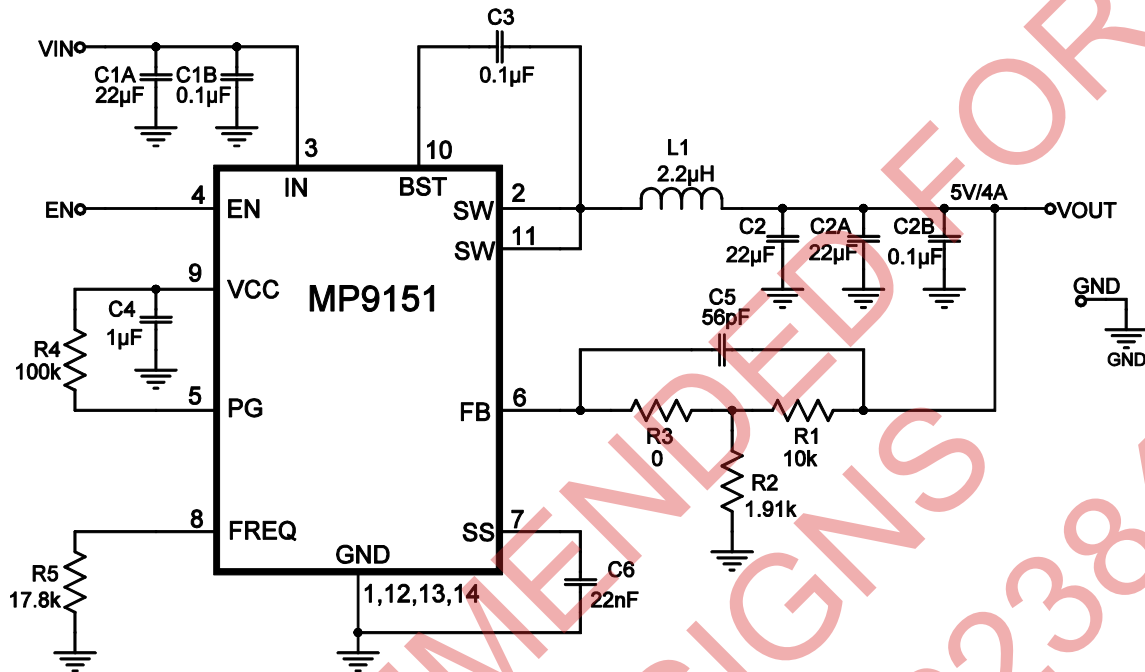 C3
0.1µF
VIN
C1A
22µF
C1B
0.1µF
3
10
IN
BST
L1
2.2µH
4
EN
EN
SW
2
SW
11
5V/4A
VOUT
C2
22µF
C2A
22µF
C2B
0.1µF
9
VCC
MP9151
C4
1µF
R4
100k
5
PG
C5
56pF
GND
GND
FB
6
R3
0
R1
10k
R2
1.91k
8
FREQ
SS
7
GND
R5
17.8k
1,12,13,14
C6
22nF
MENDED FOR
SIGNS